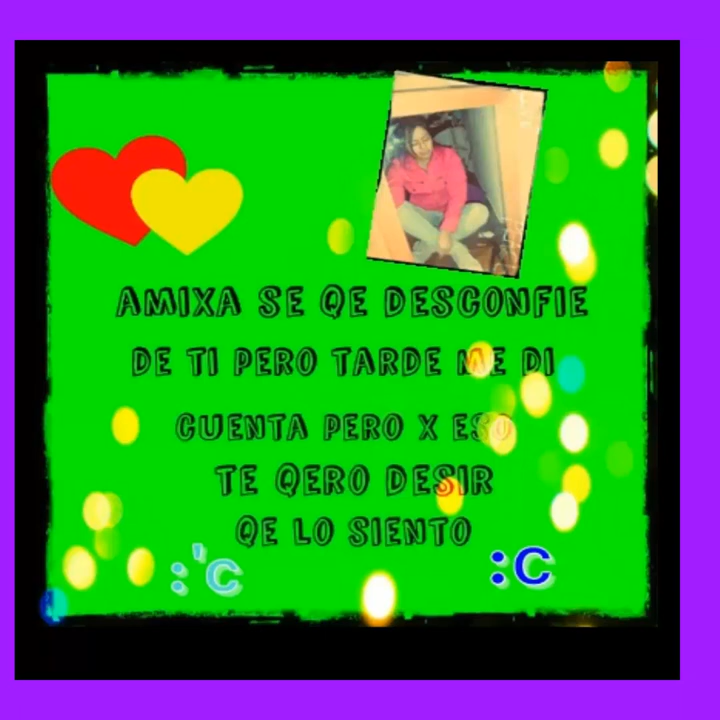 AMIXA SE QE DESCONFIE
DE TI PERO TARDE ME DI
CUENTA PERO X ESO
TE QERO DESIR
QE LO SIENTO
:'C :C